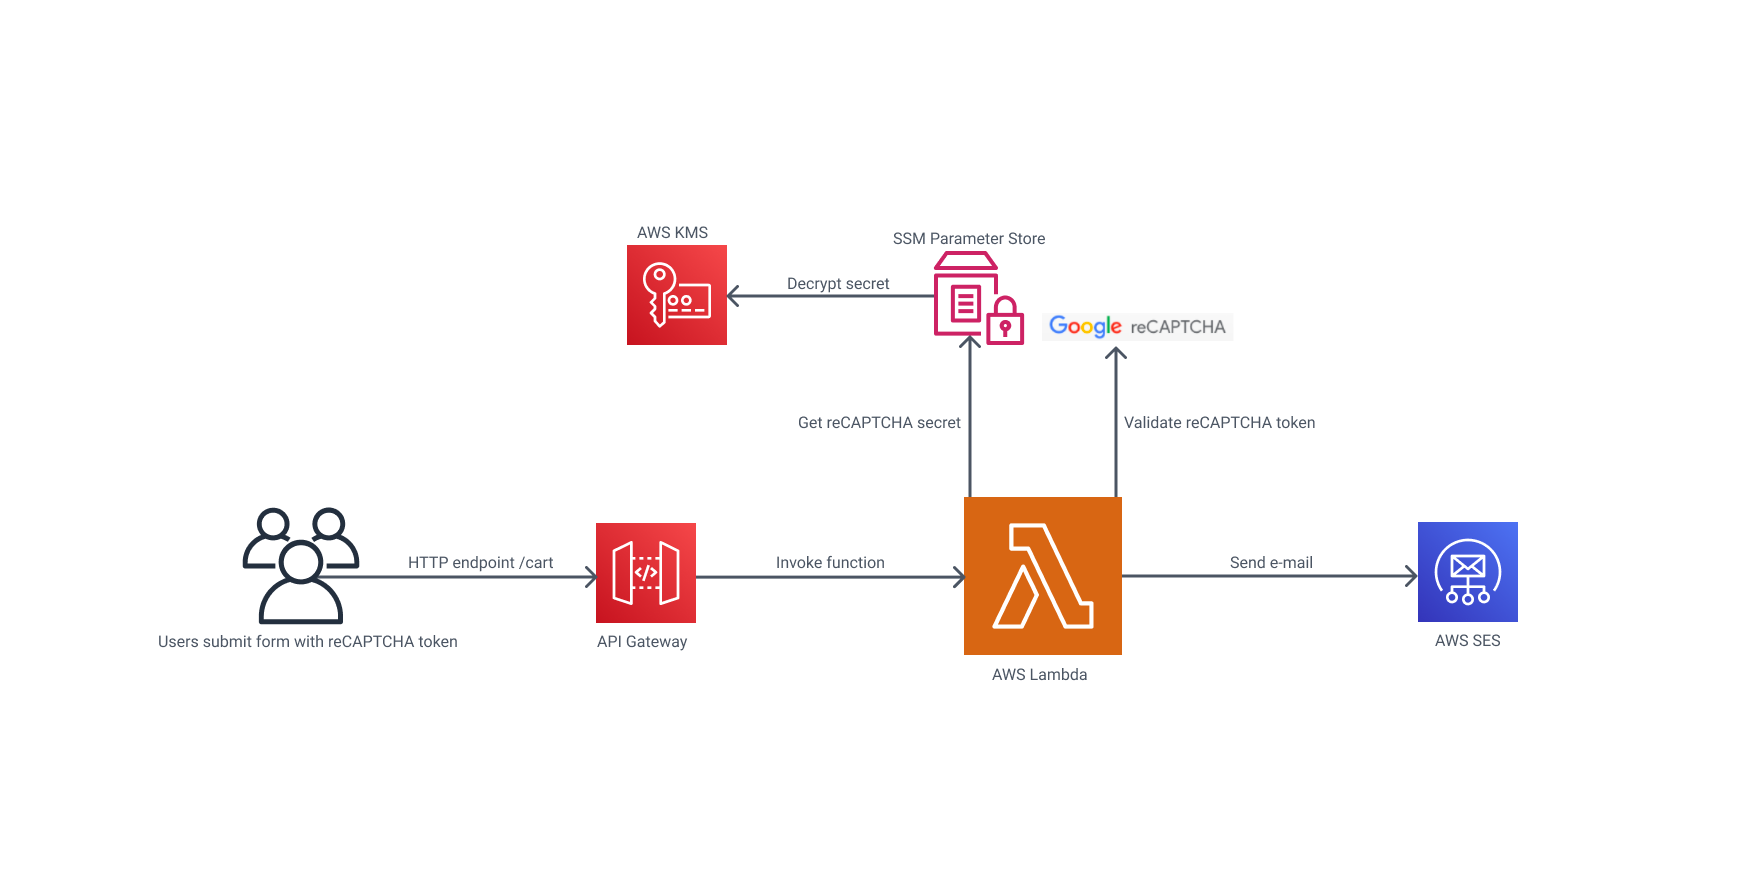 AWS KMS
SSM Parameter Store
Decrypt secret
Google reCAPTCHA
Get reCAPTCHA secret
Validate reCAPTCHA token
HTTP endpoint /cart
Invoke function
Send e-mail
</>
Users submit form with reCAPTCHA token
API Gateway
AWS SES
AWS Lambda